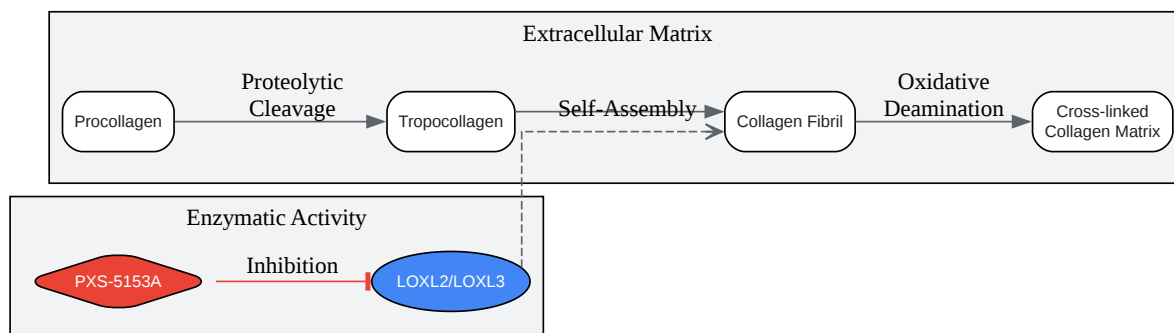 Extracellular Matrix
Proteolytic
Cleavage
Oxidative
Deamination
Procollagen
Tropocollagen
Self-Assembly
Collagen Fibril
Cross-linked
Collagen Matrix
Enzymatic Activity
PXS-5153A
Inhibition
LOXL2/LOXL3